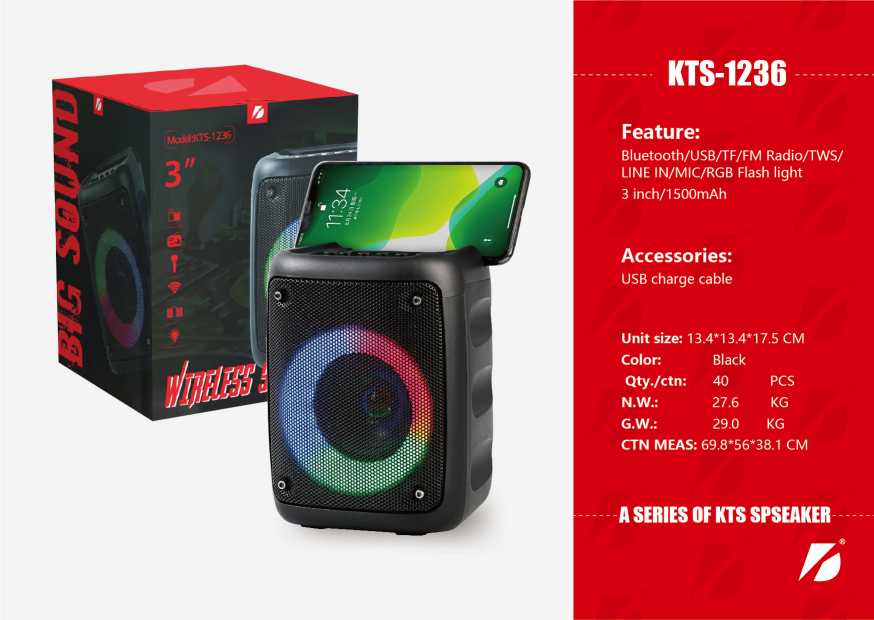 BIG SOUND
Model:KTS-1236
3"
WIRELESS S
11:34
KTS-1236
Feature:
Bluetooth/USB/TF/FM Radio/TWS/
LINE IN/MIC/RGB Flash light
3 inch/1500mAh
Accessories:
USB charge cable
Unit size: 13.4*13.4*17.5 CM
Color: Black
Qty./ctn: 40 PCS
N.W.: 27.6 KG
G.W.: 29.0 KG
CTN MEAS: 69.8*56*38.1 CM
A SERIES OF KTS SPSEAKER
®